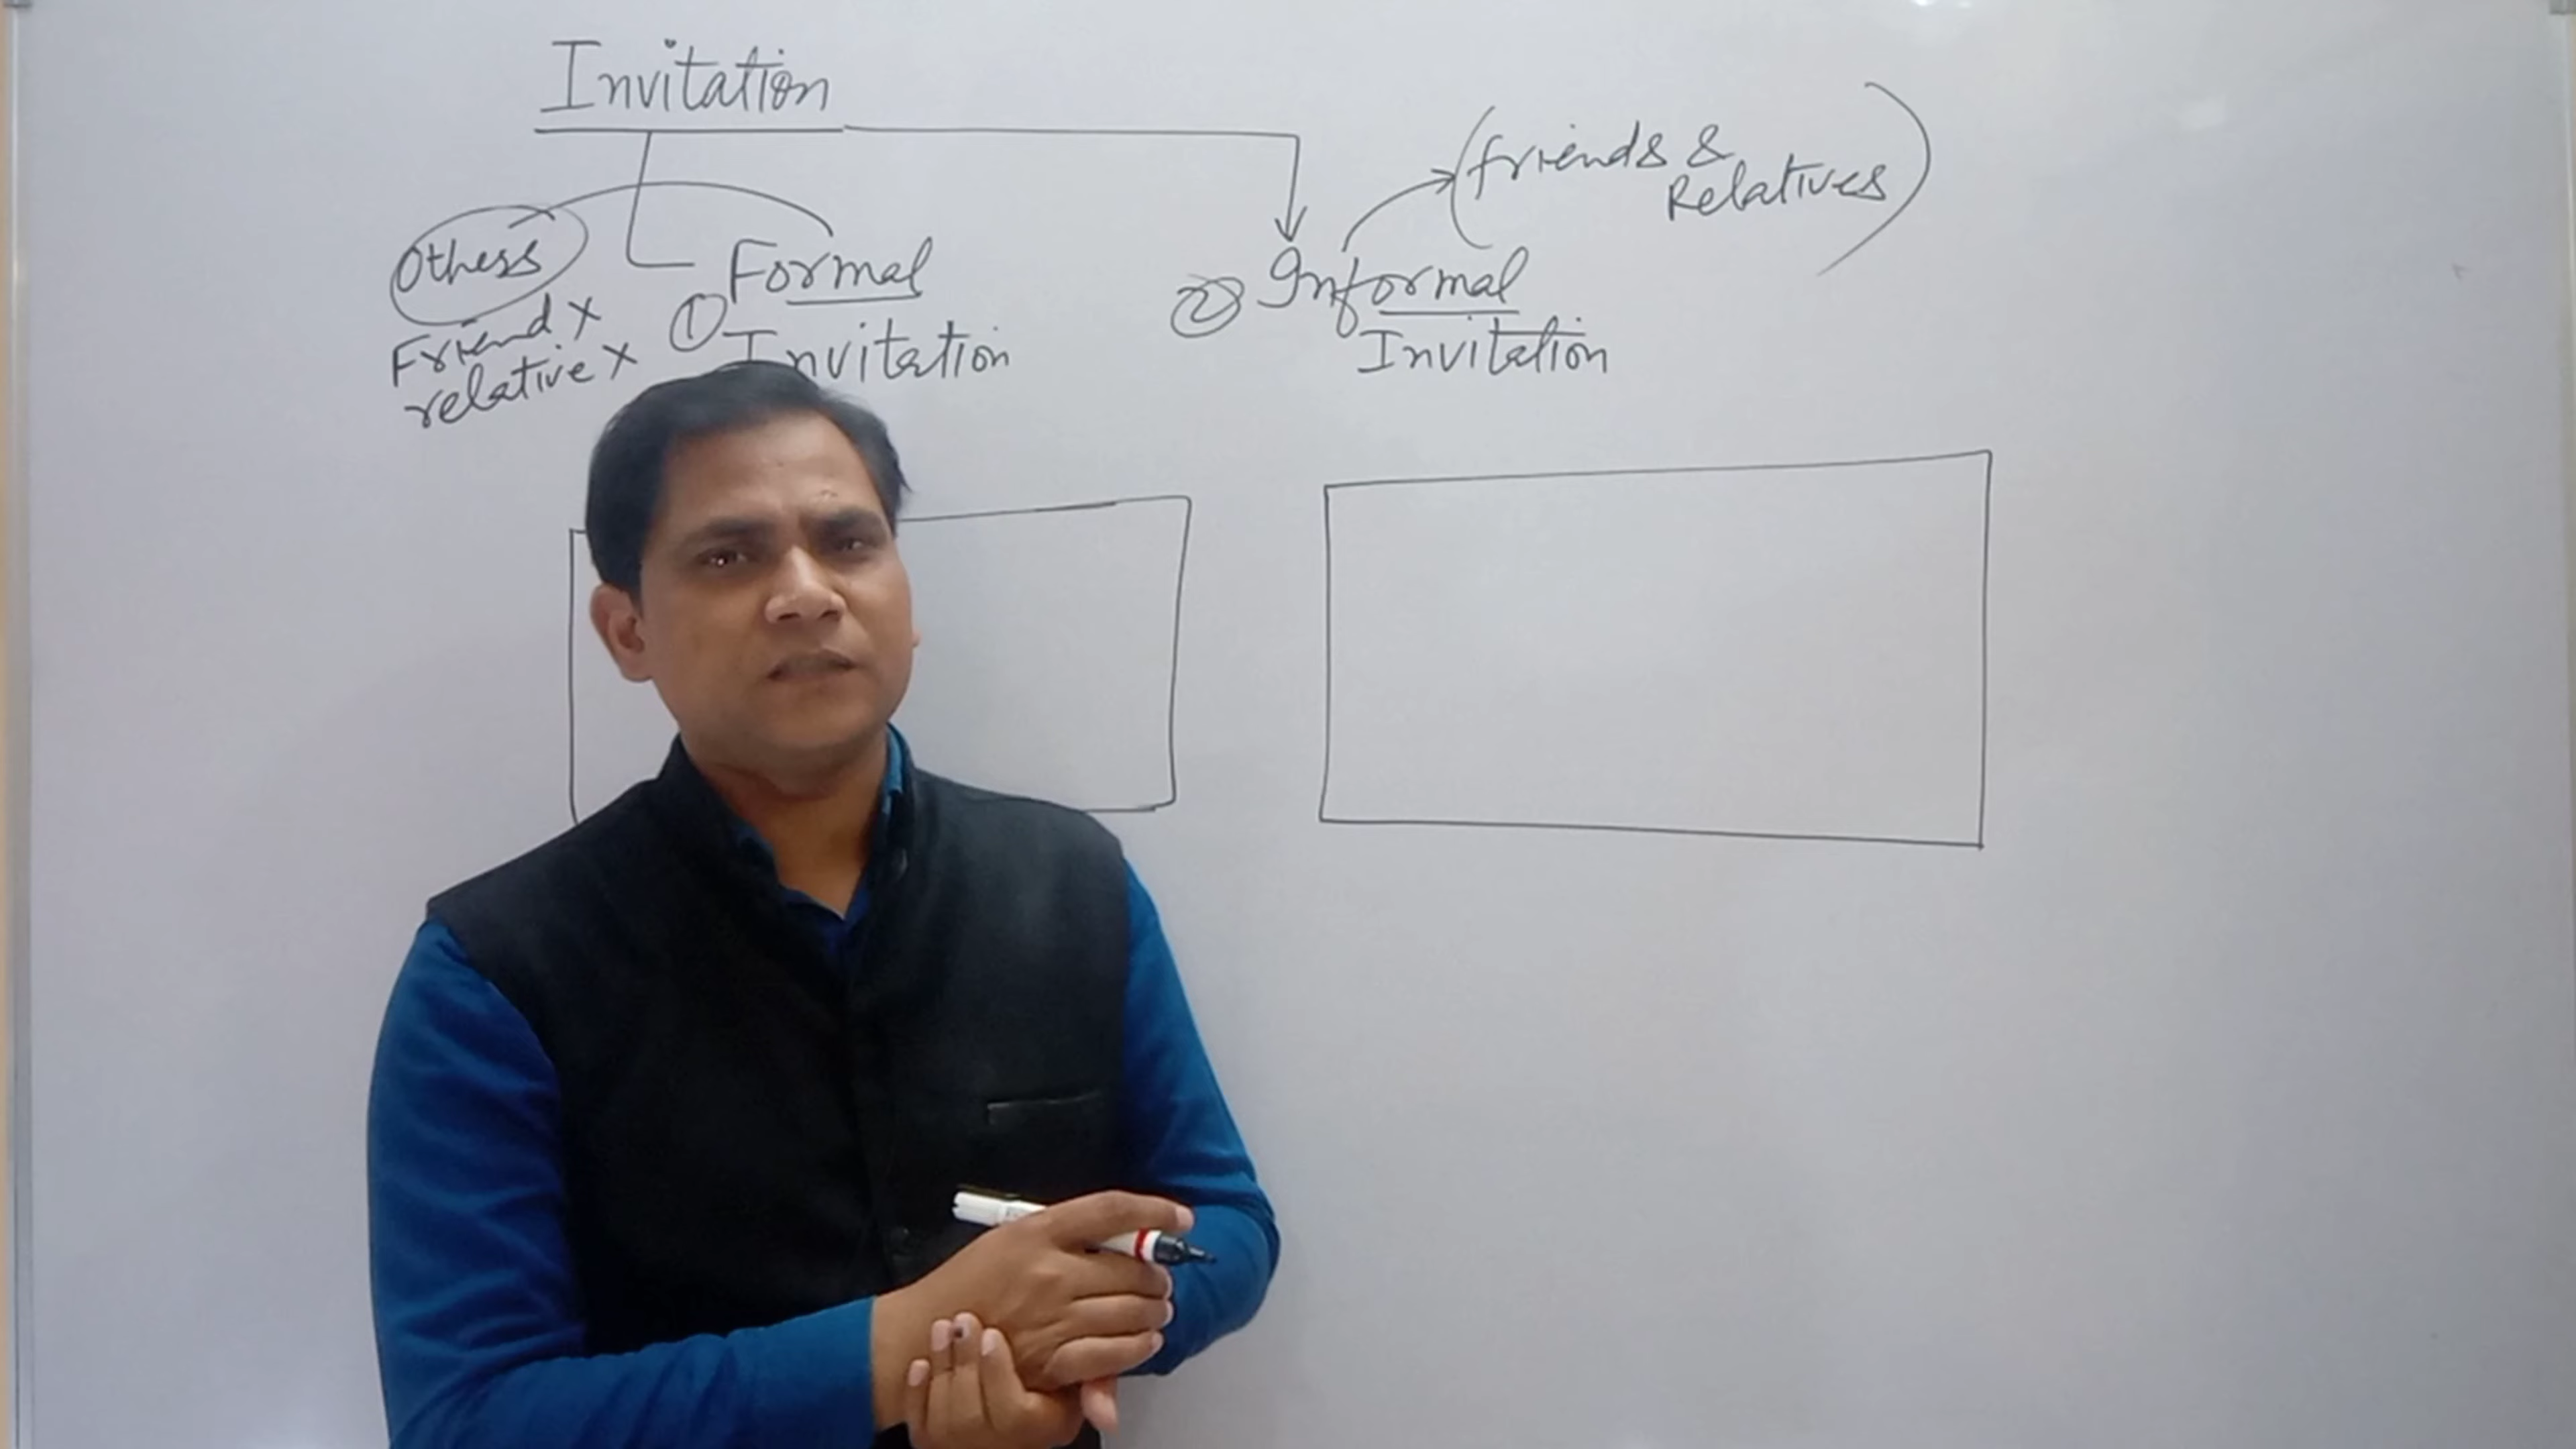 Invitation
(friends &
Relatives)
Others
Friend x
relative x
① Formal
Invitation
② Informal
Invitation